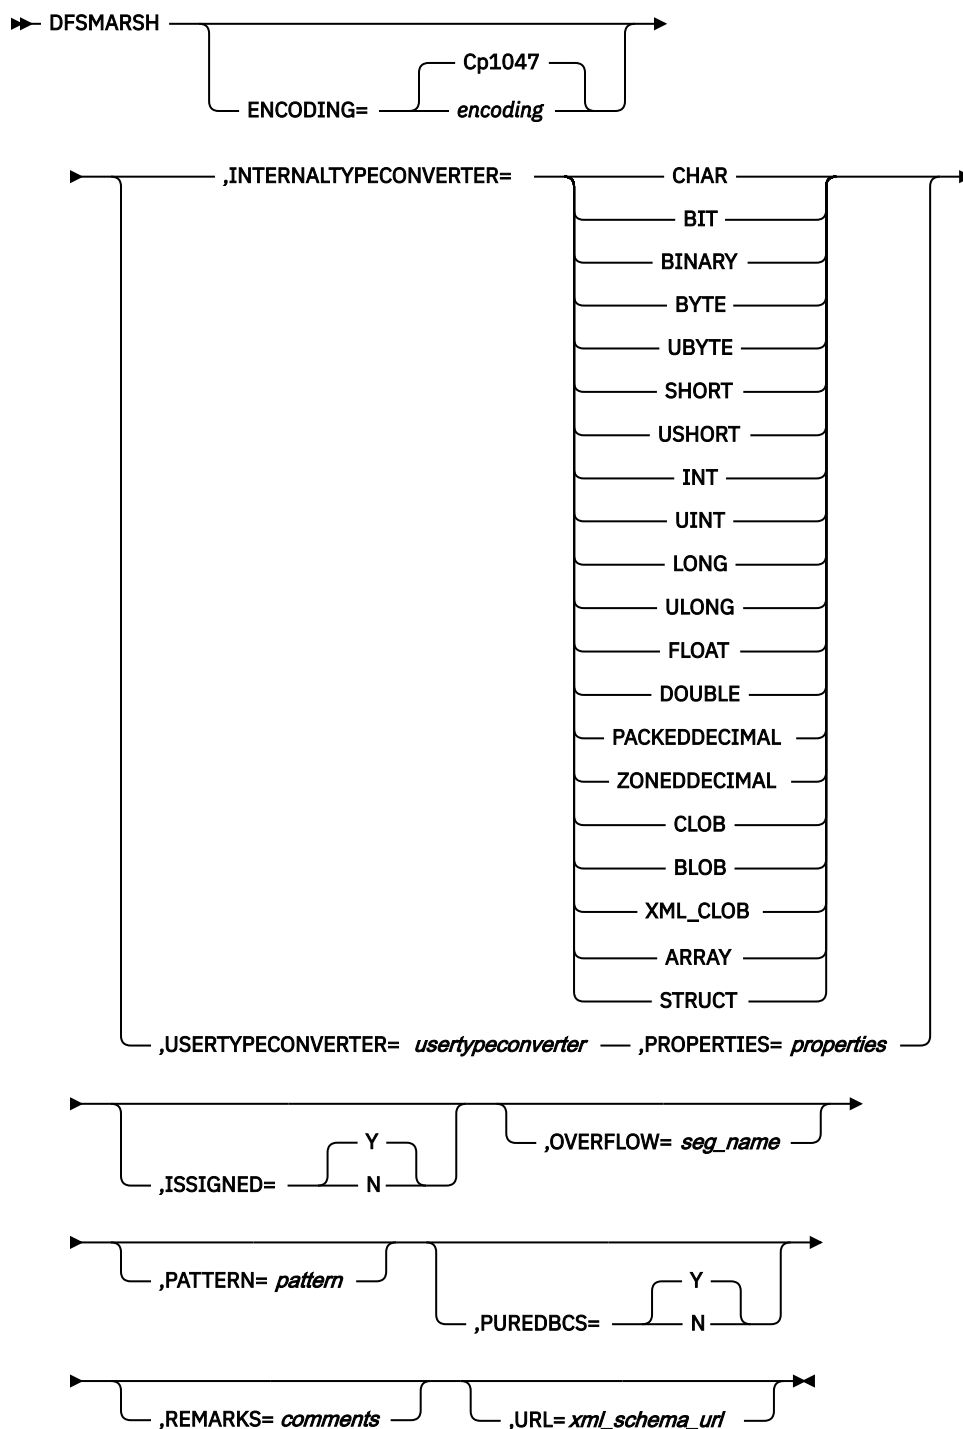 DFSMARSH
Cp1047
ENCODING= encoding
,INTERNALTYPECONVERTER= CHAR
BIT
BINARY
BYTE
UBYTE
SHORT
USHORT
INT
UINT
LONG
ULONG
FLOAT
DOUBLE
PACKEDDECIMAL
ZONEDDECIMAL
CLOB
BLOB
XML_CLOB
ARRAY
STRUCT
,USERTYPECONVERTER= usertypeconverter ,PROPERTIES= properties
Y ,OVERFLOW= seg_name
,ISSIGNED= N
,PATTERN= pattern Y
,PUREDBCS= N
,REMARKS= comments ,URL= xml_schema_url